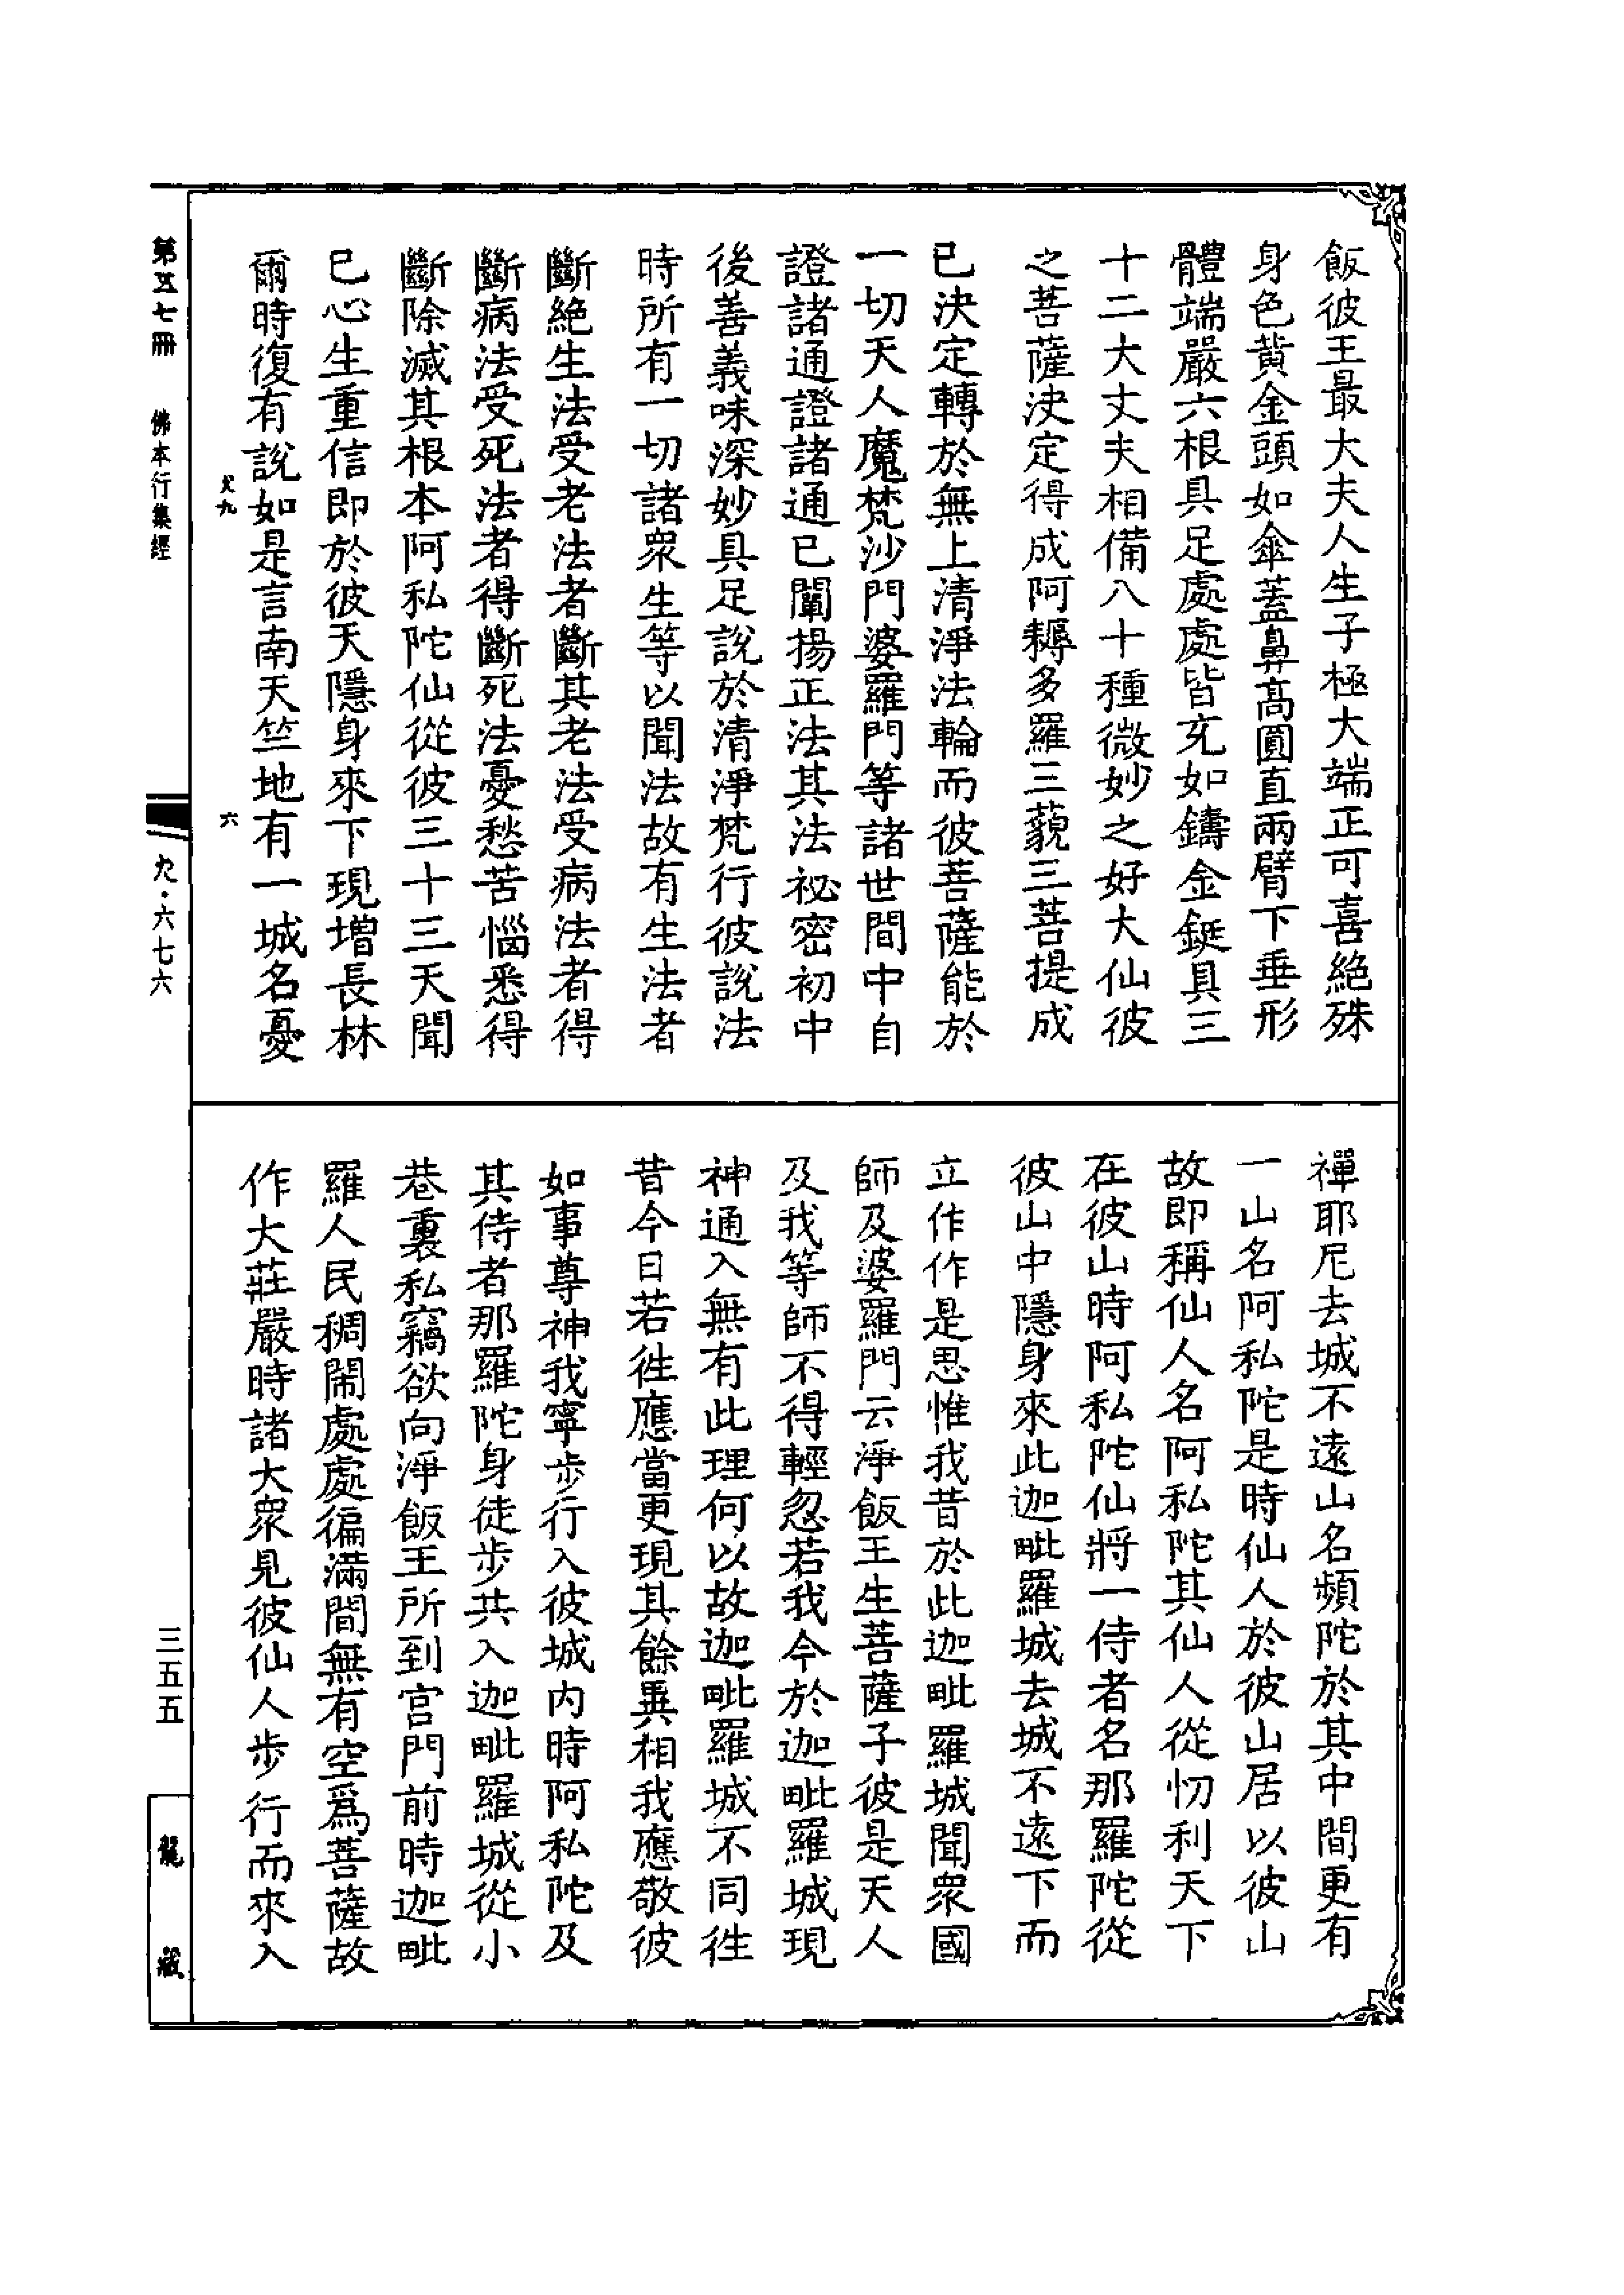 飯彼王最大夫人生子極大端正可喜絶殊
身色黄金頭如傘蓋鼻高圓直兩臂下垂形
體端嚴六根具足處處皆充如鑄金鋌具三
十二大丈夫相備八十種微妙之好大仙彼
之菩薩決定得成阿耨多羅三藐三菩提成
已決定轉於無上清淨法輪而彼菩薩能於
一切天人魔梵沙門婆羅門等諸世間中自
證諸通證諸通已闡揚正法其法祕密初中
後善義味深妙具足說於清淨梵行彼說法
時所有一切諸衆生等以聞法故有生法者
斷絶生法受老法者斷其老法受病法者得
斷病法受死法者得斷死法憂愁苦惱悉得
斷除滅其根本阿私陀仙從彼三十三天聞
已心生重信即於彼天隱身來下現增長林
爾時復有說如是言南天竺地有一城名憂
禪耶尼去城不遠山名頻陀於其中間更有
一山名阿私陀是時仙人於彼山居以彼山
故即稱仙人名阿私陀其仙人從忉利天下
在彼山時阿私陀仙將一侍者名那羅陀從
彼山中隱身來此迦毗羅城去城不遠下而
立作作是思惟我昔於此迦毗羅城聞衆國
師及婆羅門云淨飯王生菩薩子彼是天人
及我等師不得輕忽若我今於迦毗羅城現
神通入無有此理何以故迦毗羅城不同徃
昔今日若徃應當更現其餘異相我應敬彼
如事尊神我寧步行入彼城内時阿私陀及
其侍者那羅陀身徒步共入迦毗羅城從小
巷裏私竊欲向淨飯王所到宫門前時迦毗
羅人民稠閙處處徧滿間無有空爲菩薩故
作大莊嚴時諸大衆見彼仙人步行而來入
六
第五七冊 佛本行集經
九·六七六
三五五
龍藏